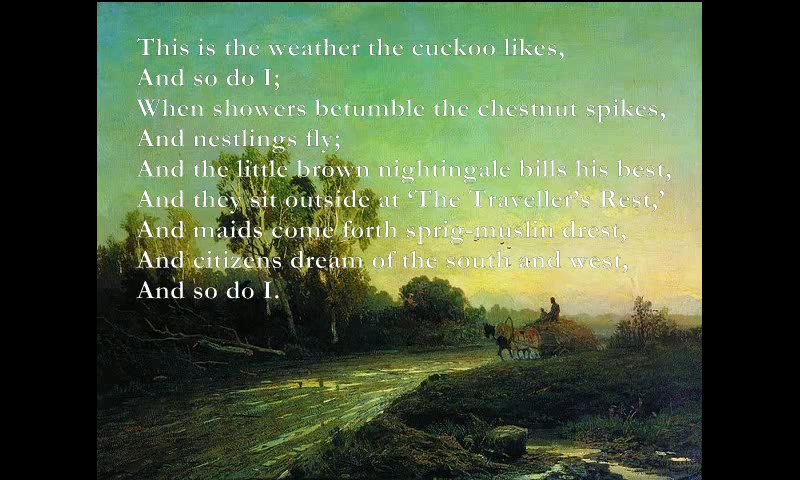 This is the weather the cuckoo likes,
And so do I;
When showers betumble the chestnut spikes,
And nestlings fly;
And the little brown nightingale bills his best,
And they sit outside at ‘The Traveller’s Rest,’
And maids come forth sprig-muslin drest,
And citizens dream of the south and west,
And so do I.